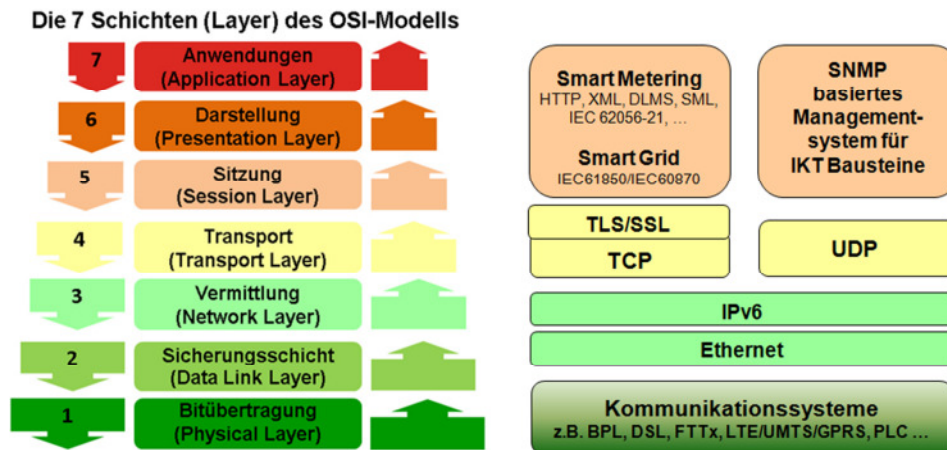 Die 7 Schichten (Layer) des OSI-Modells
7
Anwendungen
(Application Layer)
6
Darstellung
(Presentation Layer)
5
Sitzung
(Session Layer)
4
Transport
(Transport Layer)
3
Vermittlung
(Network Layer)
2
Sicherungsschicht
(Data Link Layer)
1
Bitübertragung
(Physical Layer)
Smart Metering
HTTP, XML, DLMS, SML,
IEC 62056-21, ...
Smart Grid
IEC61850/IEC60870
SNMP
basiertes
Management-
system für
IKT Bausteine
TLS/SSL
TCP
UDP
IPv6
Ethernet
Kommunikationssysteme
z.B. BPL, DSL, FTTx, LTE/UMTS/GPRS, PLC ...